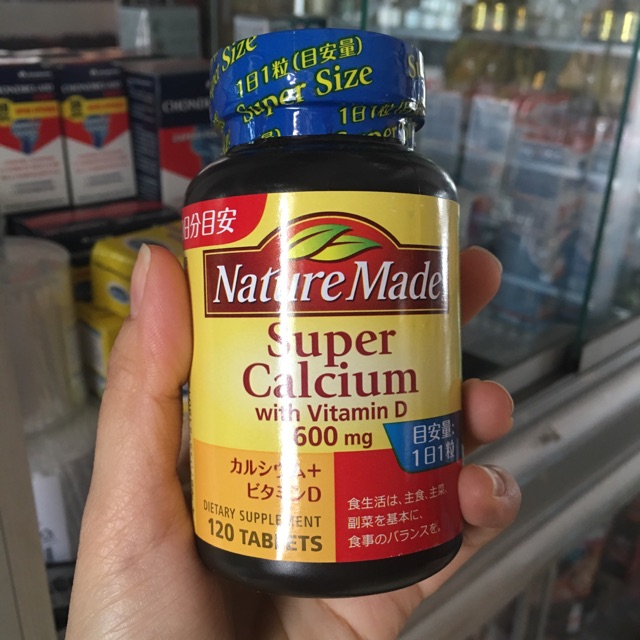 Super Size
1日1粒(目安量)
Super Size
1日1粒
Super Size
日分目安
Nature Made
Super
Calcium
with Vitamin D
600 mg
目安量:
1日1粒
カルシウム+
ビタミンD
DIETARY SUPPLEMENT
120 TABLETS
食生活は、主食、主菜、
副菜を基本に、
食事のバランスを。